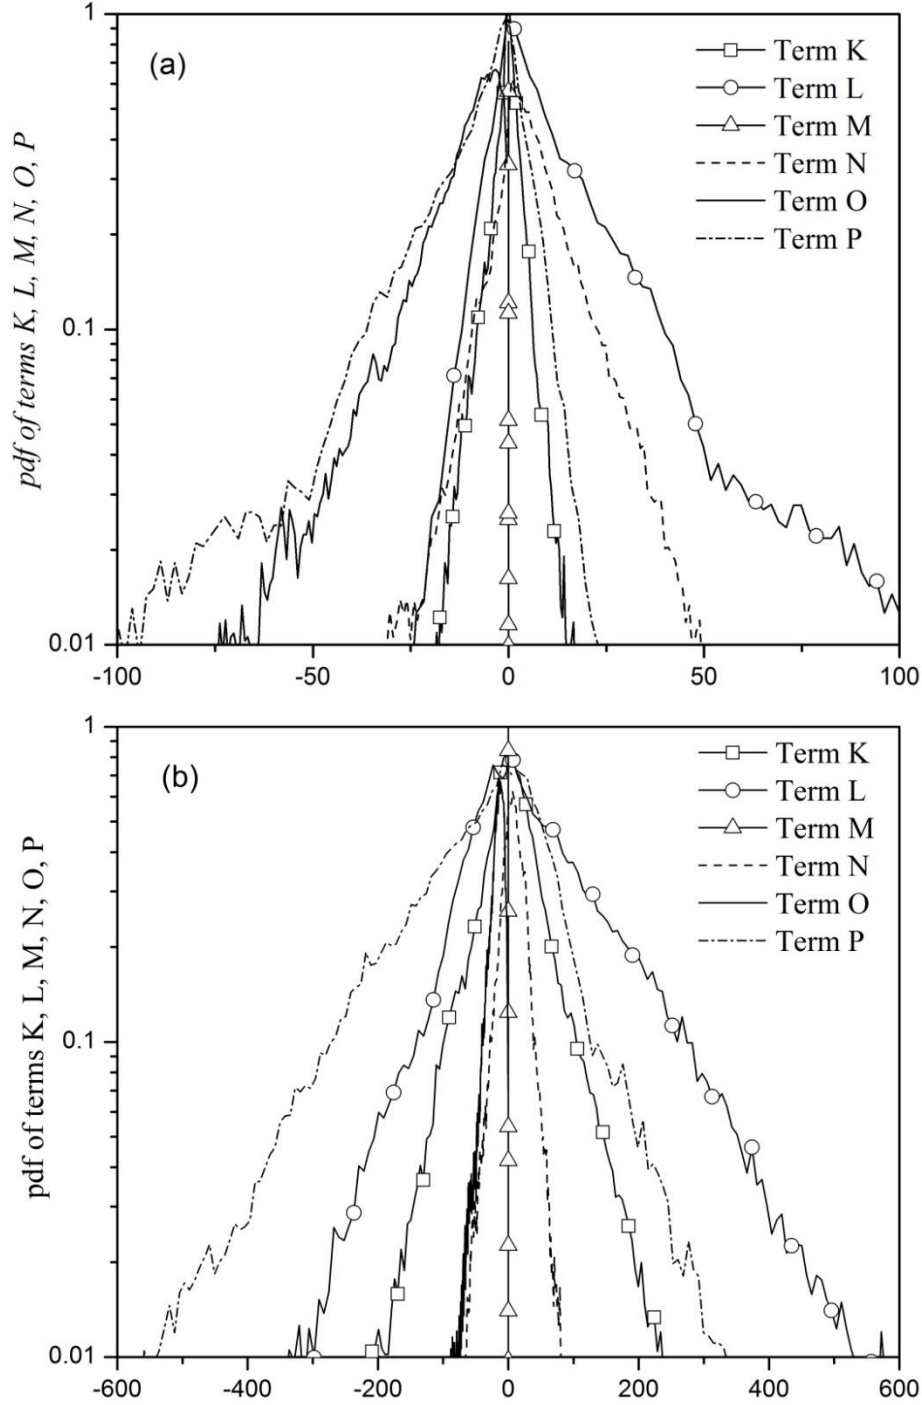 (a)
Term K
Term L
Term M
Term N
Term O
Term P
pdf of terms K, L, M, N, O, P
1
0.1
0.01
-100
-50
0
50
100
(b)
Term K
Term L
Term M
Term N
Term O
Term P
pdf of terms K, L, M, N, O, P
1
0.1
0.01
-600
-400
-200
0
200
400
600